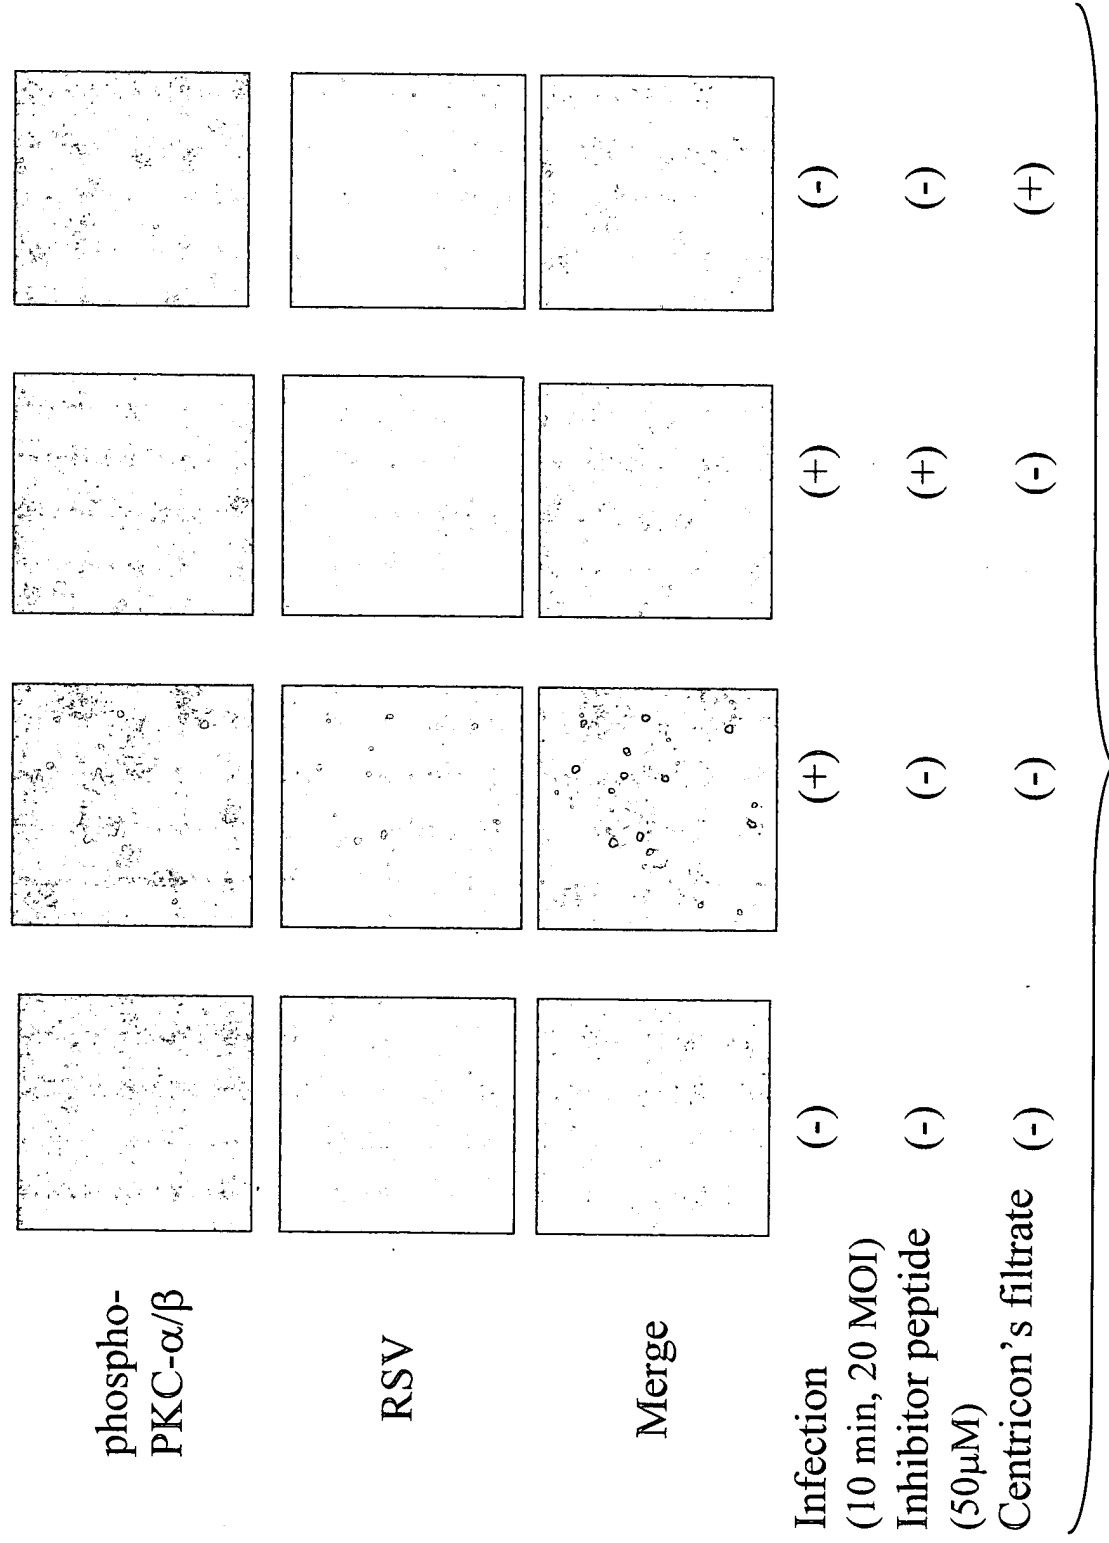 phospho-
PKC-α/β
RSV
Merge
Infection (-) (+) (+) (-)
(10 min, 20 MOI)
Inhibitor peptide (-) (-) (+) (-)
(50μM)
Centricon's filtrate (-) (-) (-) (+)